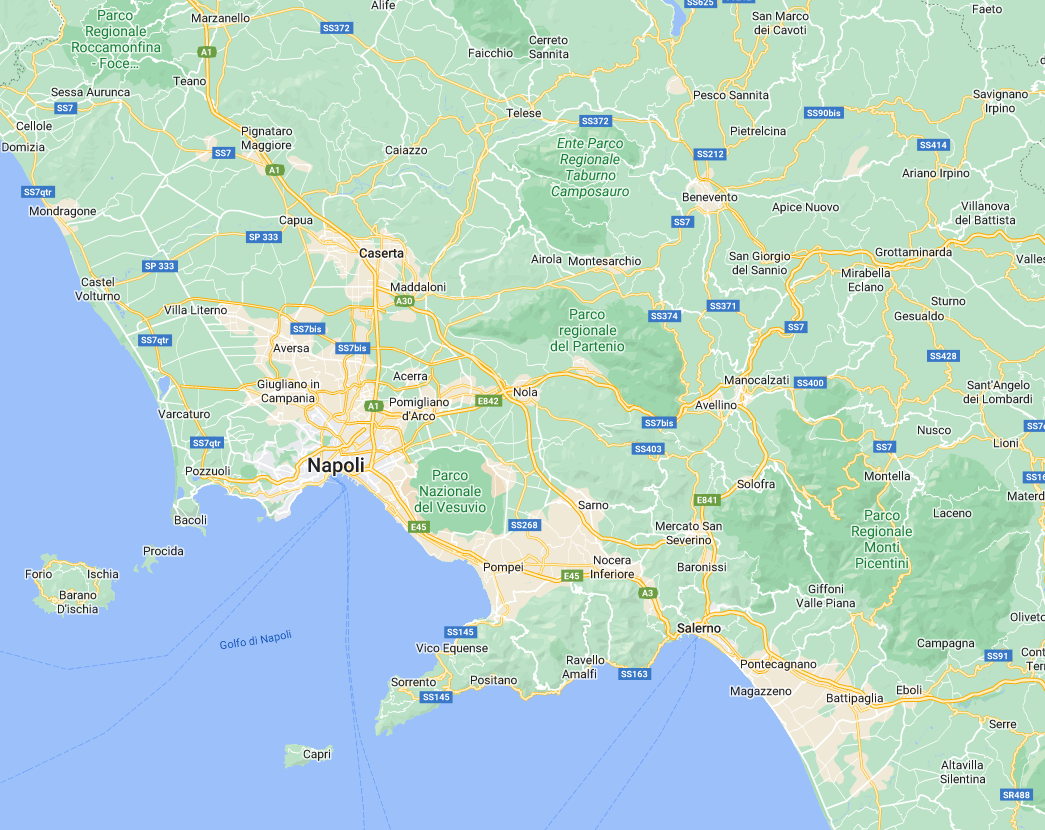 Alife
SS625
Faeto
Parco
Regionale
Roccamonfina
- Foce...
Marzanello
SS372
San Marco
dei Cavoti
A1
Faicchio
Cerreto
Sannita
Teano
Sessa Aurunca
SS7
Pesco Sannita
Savignano
Irpino
Cellole
Telese
SS372
SS90bis
Pignataro
Maggiore
Pietrelcina
Domizia
SS7
Caiazzo
Ente Parco
Regionale
Taburno
Camposauro
SS212
SS414
A1
Ariano Irpino
SS7qtr
Benevento
Mondragone
Apice Nuovo
Villanova
del Battista
Capua
SS7
SP 333
Caserta
San Giorgio
del Sannio
Grottaminarda
SP 333
Airola
Montesarchio
Valles
Mirabella
Eclano
Castel
Volturno
Maddaloni
A30
Villa Literno
SS371
Sturno
Parco
regionale
del Partenio
SS374
Gesualdo
SS7bis
SS7
SS7qtr
SS7bis
Aversa
SS428
Giugliano in
Campania
Acerra
Manocalzati
SS400
Sant'Angelo
dei Lombardi
Nola
E842
A1
Pomigliano
d'Arco
Avellino
Varcaturo
SS7bis
Nusco
SS7qtr
SS403
SS7
Lioni
Napoli
Pozzuoli
Parco
Nazionale
del Vesuvio
Solofra
Montella
E841
Materd
Sarno
Laceno
Bacoli
E45
SS268
Mercato San
Severino
Parco
Regionale
Monti
Picentini
Procida
Forio
Ischia
Pompei
Nocera
Inferiore
Baronissi
E45
Barano
D'ischia
A3
Giffoni
Valle Piana
Oliveto
Golfo di Napoli
SS145
Salerno
Vico Equense
Campagna
SS91
Ravello
Amalfi
SS163
Pontecagnano
Sorrento
Positano
SS145
Magazzeno
Battipaglia
Eboli
Serre
Capri
Altavilla
Silentina
SR488